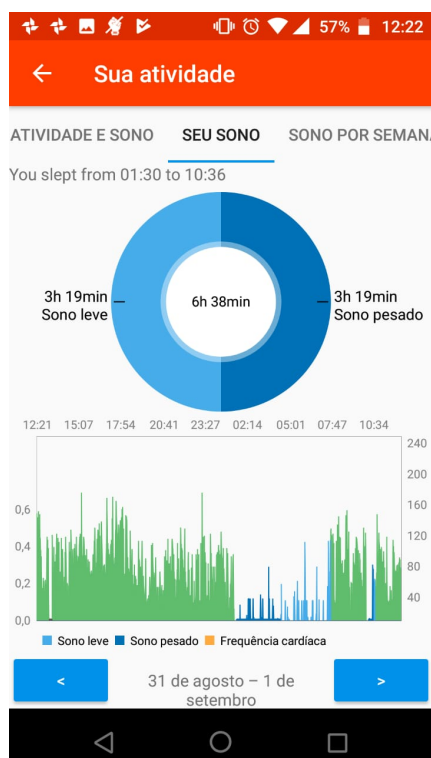 57% 12:22
Sua atividade
ATIVIDADE E SONO SEU SONO SONO POR SEMAN
You slept from 01:30 to 10:36
3h 19min
Sono leve
6h 38min
3h 19min
Sono pesado
12:21 15:07 17:54 20:41 23:27 02:14 05:01 07:47 10:34
240
200
0,6 160
120
0,4
80
0,2
40
0,0
Sono leve Sono pesado Frequência cardíaca
< 31 de agosto – 1 de >
setembro